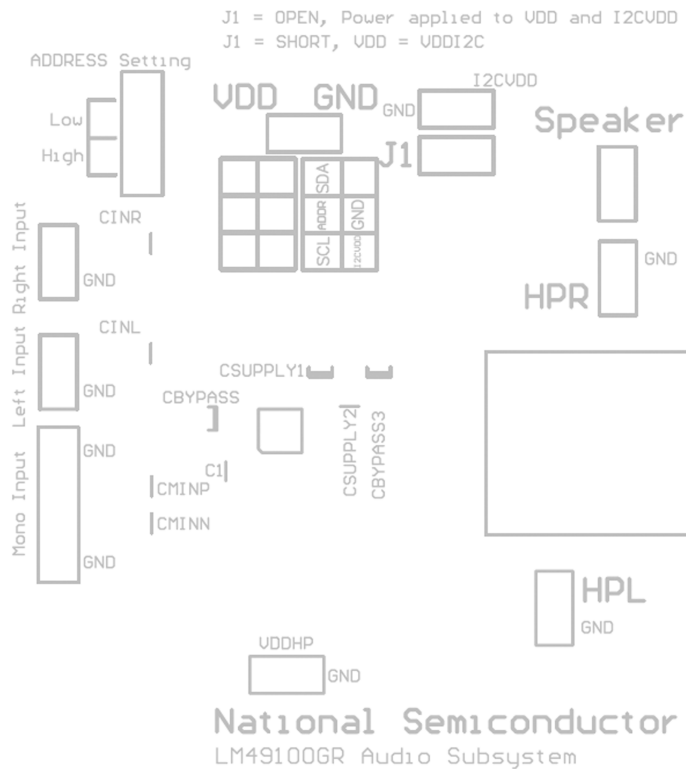 J1 = OPEN, Power applied to VDD and I2CVDD
J1 = SHORT, VDD = VDDI2C
ADDRESS Setting
Low
High
VDD GND
I2CVDD
GND
J1
Speaker
SDA
ADDR GND
SCL I2CVDD
CINR
Right Input
GND
GND
HPR
CINL
Left Input
GND
CSUPPLY1
CBYPASS
CSUPPLY2
CBYPASS3
Mono Input
GND
C1
CMINP
CMINN
GND
HPL
GND
VDDHP
GND
National Semiconductor
LM49100GR Audio Subsystem